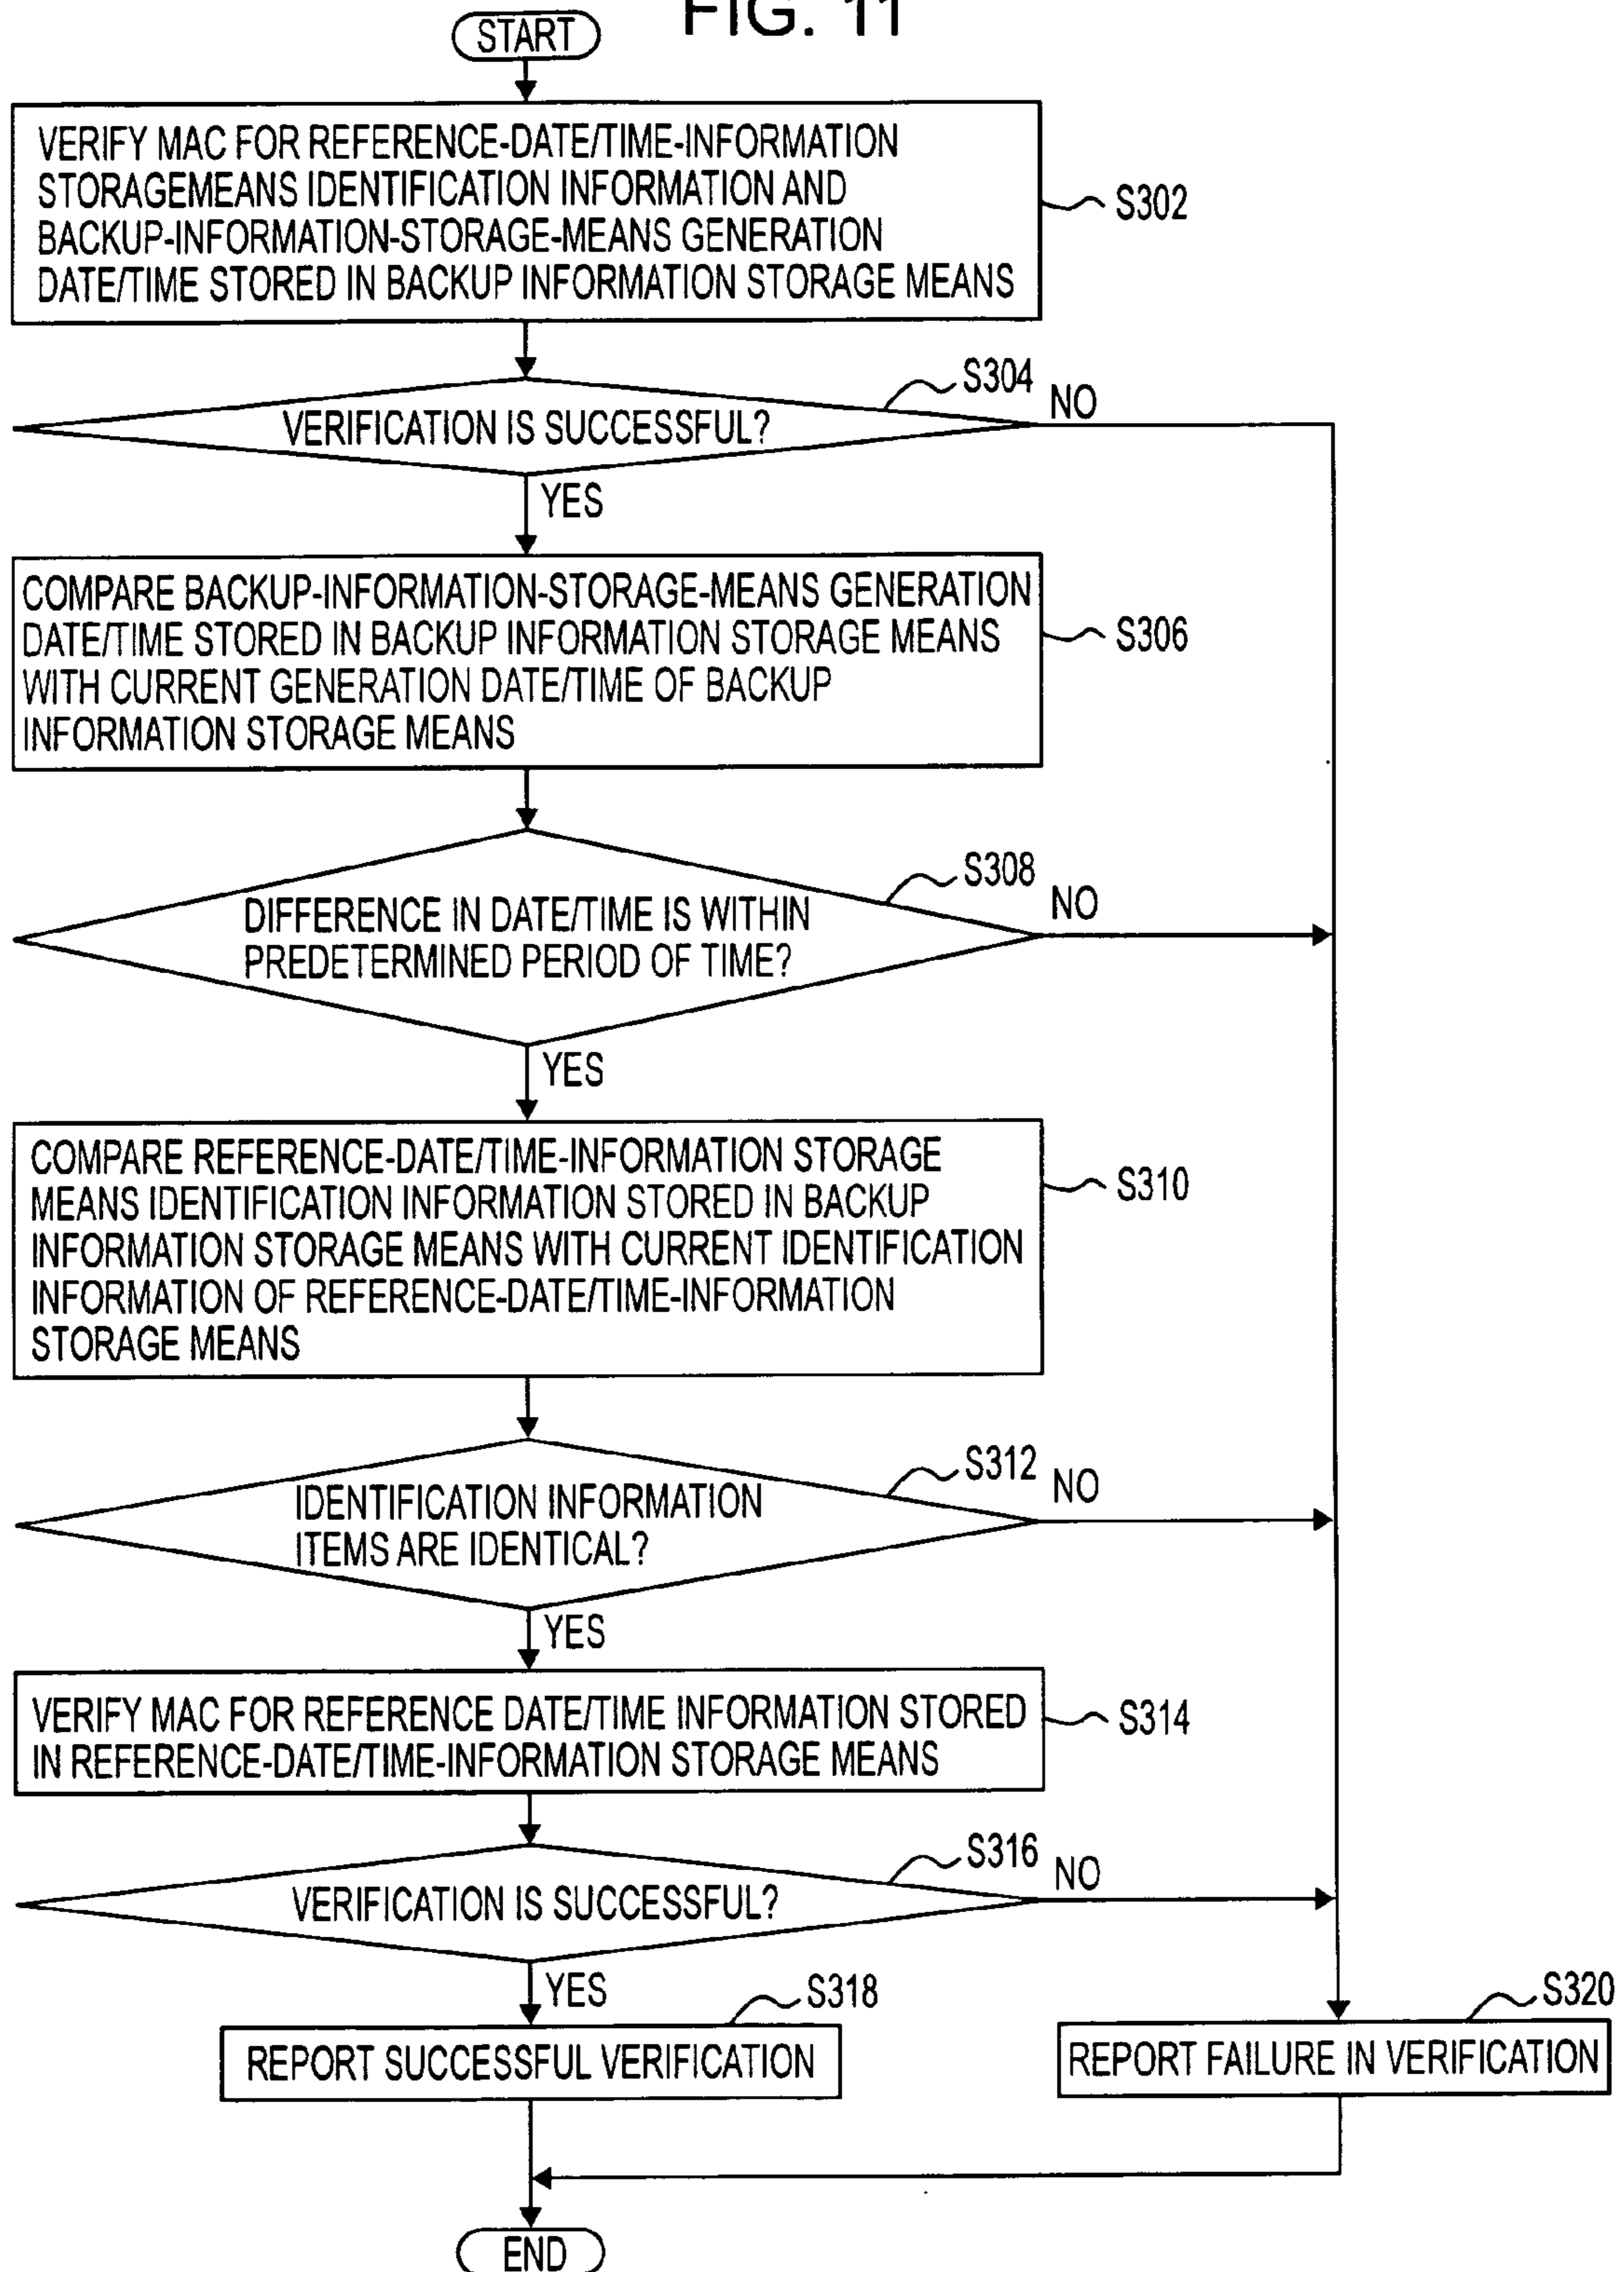 FIG. 11
START
VERIFY MAC FOR REFERENCE-DATE/TIME-INFORMATION
STORAGEMEANS IDENTIFICATION INFORMATION AND
BACKUP-INFORMATION-STORAGE-MEANS GENERATION
DATE/TIME STORED IN BACKUP INFORMATION STORAGE MEANS
S302
S304
VERIFICATION IS SUCCESSFUL?
NO
YES
COMPARE BACKUP-INFORMATION-STORAGE-MEANS GENERATION
DATE/TIME STORED IN BACKUP INFORMATION STORAGE MEANS
WITH CURRENT GENERATION DATE/TIME OF BACKUP
INFORMATION STORAGE MEANS
S306
S308
DIFFERENCE IN DATE/TIME IS WITHIN
PREDETERMINED PERIOD OF TIME?
NO
YES
COMPARE REFERENCE-DATE/TIME-INFORMATION STORAGE
MEANS IDENTIFICATION INFORMATION STORED IN BACKUP
INFORMATION STORAGE MEANS WITH CURRENT IDENTIFICATION
INFORMATION OF REFERENCE-DATE/TIME-INFORMATION
STORAGE MEANS
S310
S312
IDENTIFICATION INFORMATION
ITEMS ARE IDENTICAL?
NO
YES
VERIFY MAC FOR REFERENCE DATE/TIME INFORMATION STORED
IN REFERENCE-DATE/TIME-INFORMATION STORAGE MEANS
S314
S316
VERIFICATION IS SUCCESSFUL?
NO
YES
S318
REPORT SUCCESSFUL VERIFICATION
S320
REPORT FAILURE IN VERIFICATION
END